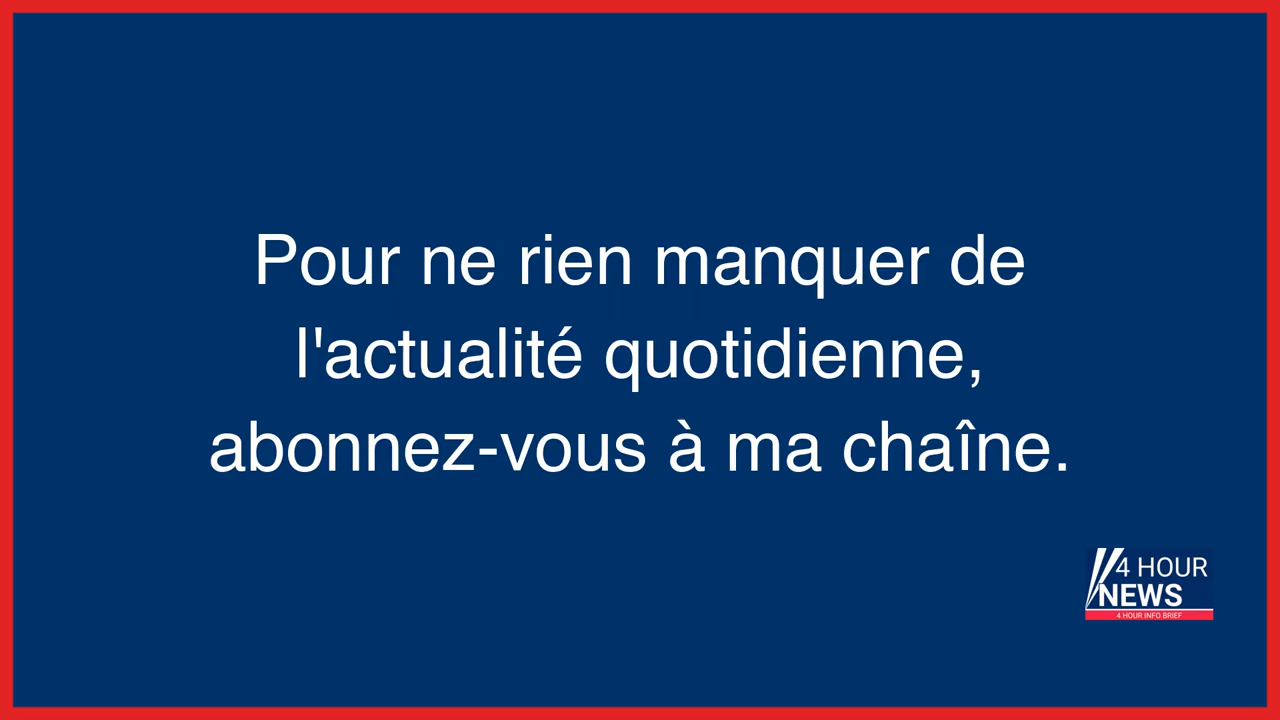 Pour ne rien manquer de
l'actualité quotidienne,
abonnez-vous à ma chaîne.
4 HOUR
NEWS
4 HOUR INFO BRIEF